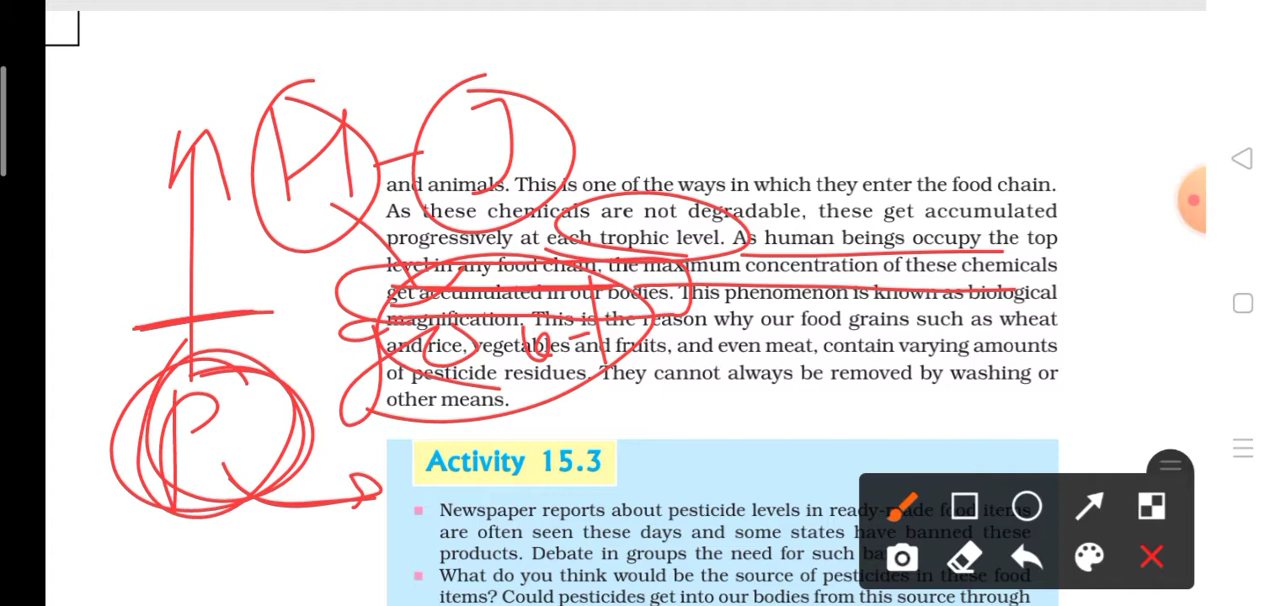 and animals. This is one of the ways in which they enter the food chain.
As these chemicals are not degradable, these get accumulated
progressively at each trophic level. As human beings occupy the top
level in any food chain, the maximum concentration of these chemicals
get accumulated in our bodies. This phenomenon is known as biological
magnification. This is the reason why our food grains such as wheat
and rice, vegetables and fruits, and even meat, contain varying amounts
of pesticide residues. They cannot always be removed by washing or
other means.
P
Activity 15.3
Newspaper reports about pesticide levels in ready-made food items
are often seen these days and some states have banned these
products. Debate in groups the need for such
What do you think would be the source of pesticides in these food
items? Could pesticides get into our bodies from this source through